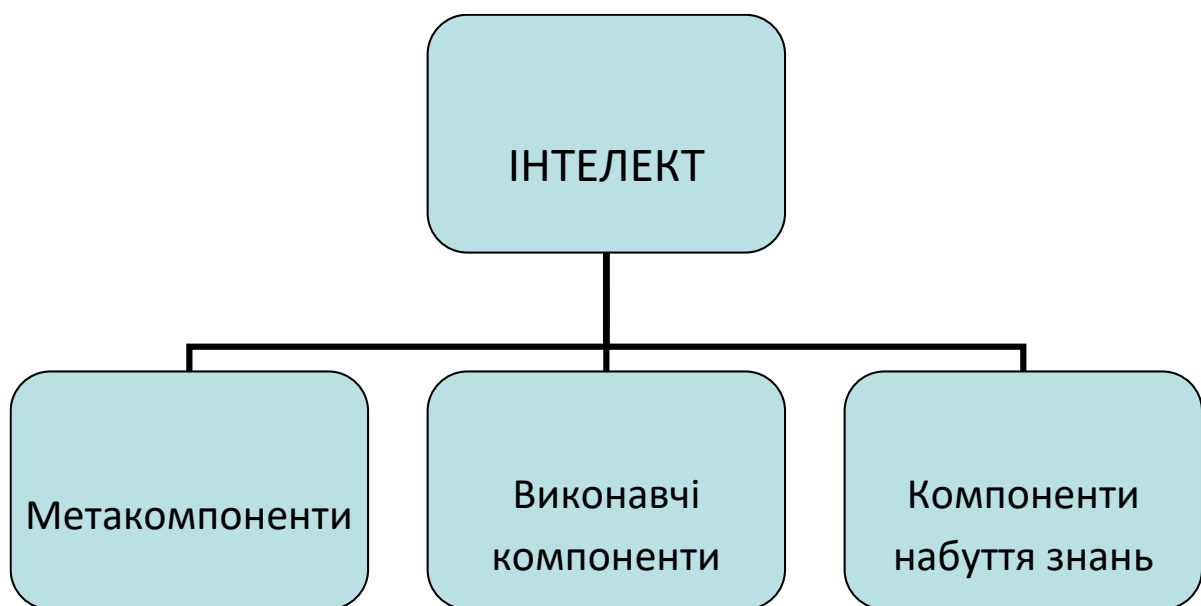 ІНТЕЛЕКТ
Метакомпоненти
Виконавчі
компоненти
Компоненти
набуття знань